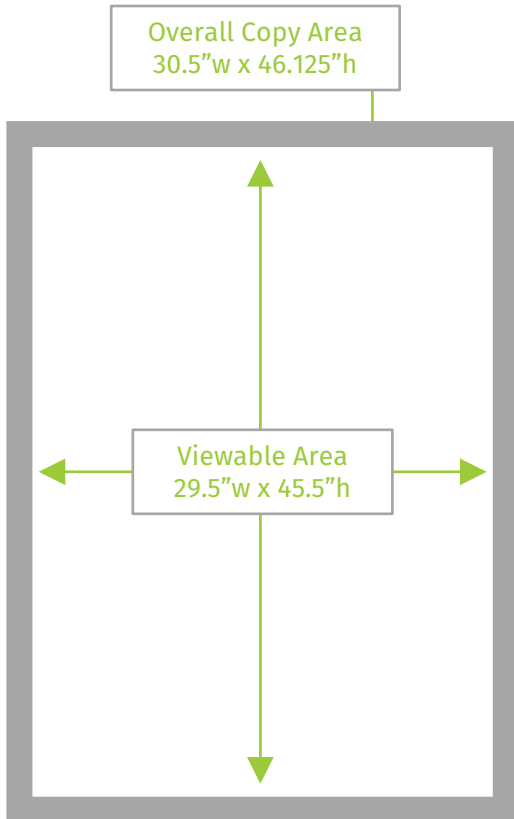 Overall Copy Area
30.5”w x 46.125”h
Viewable Area
29.5”w x 45.5”h